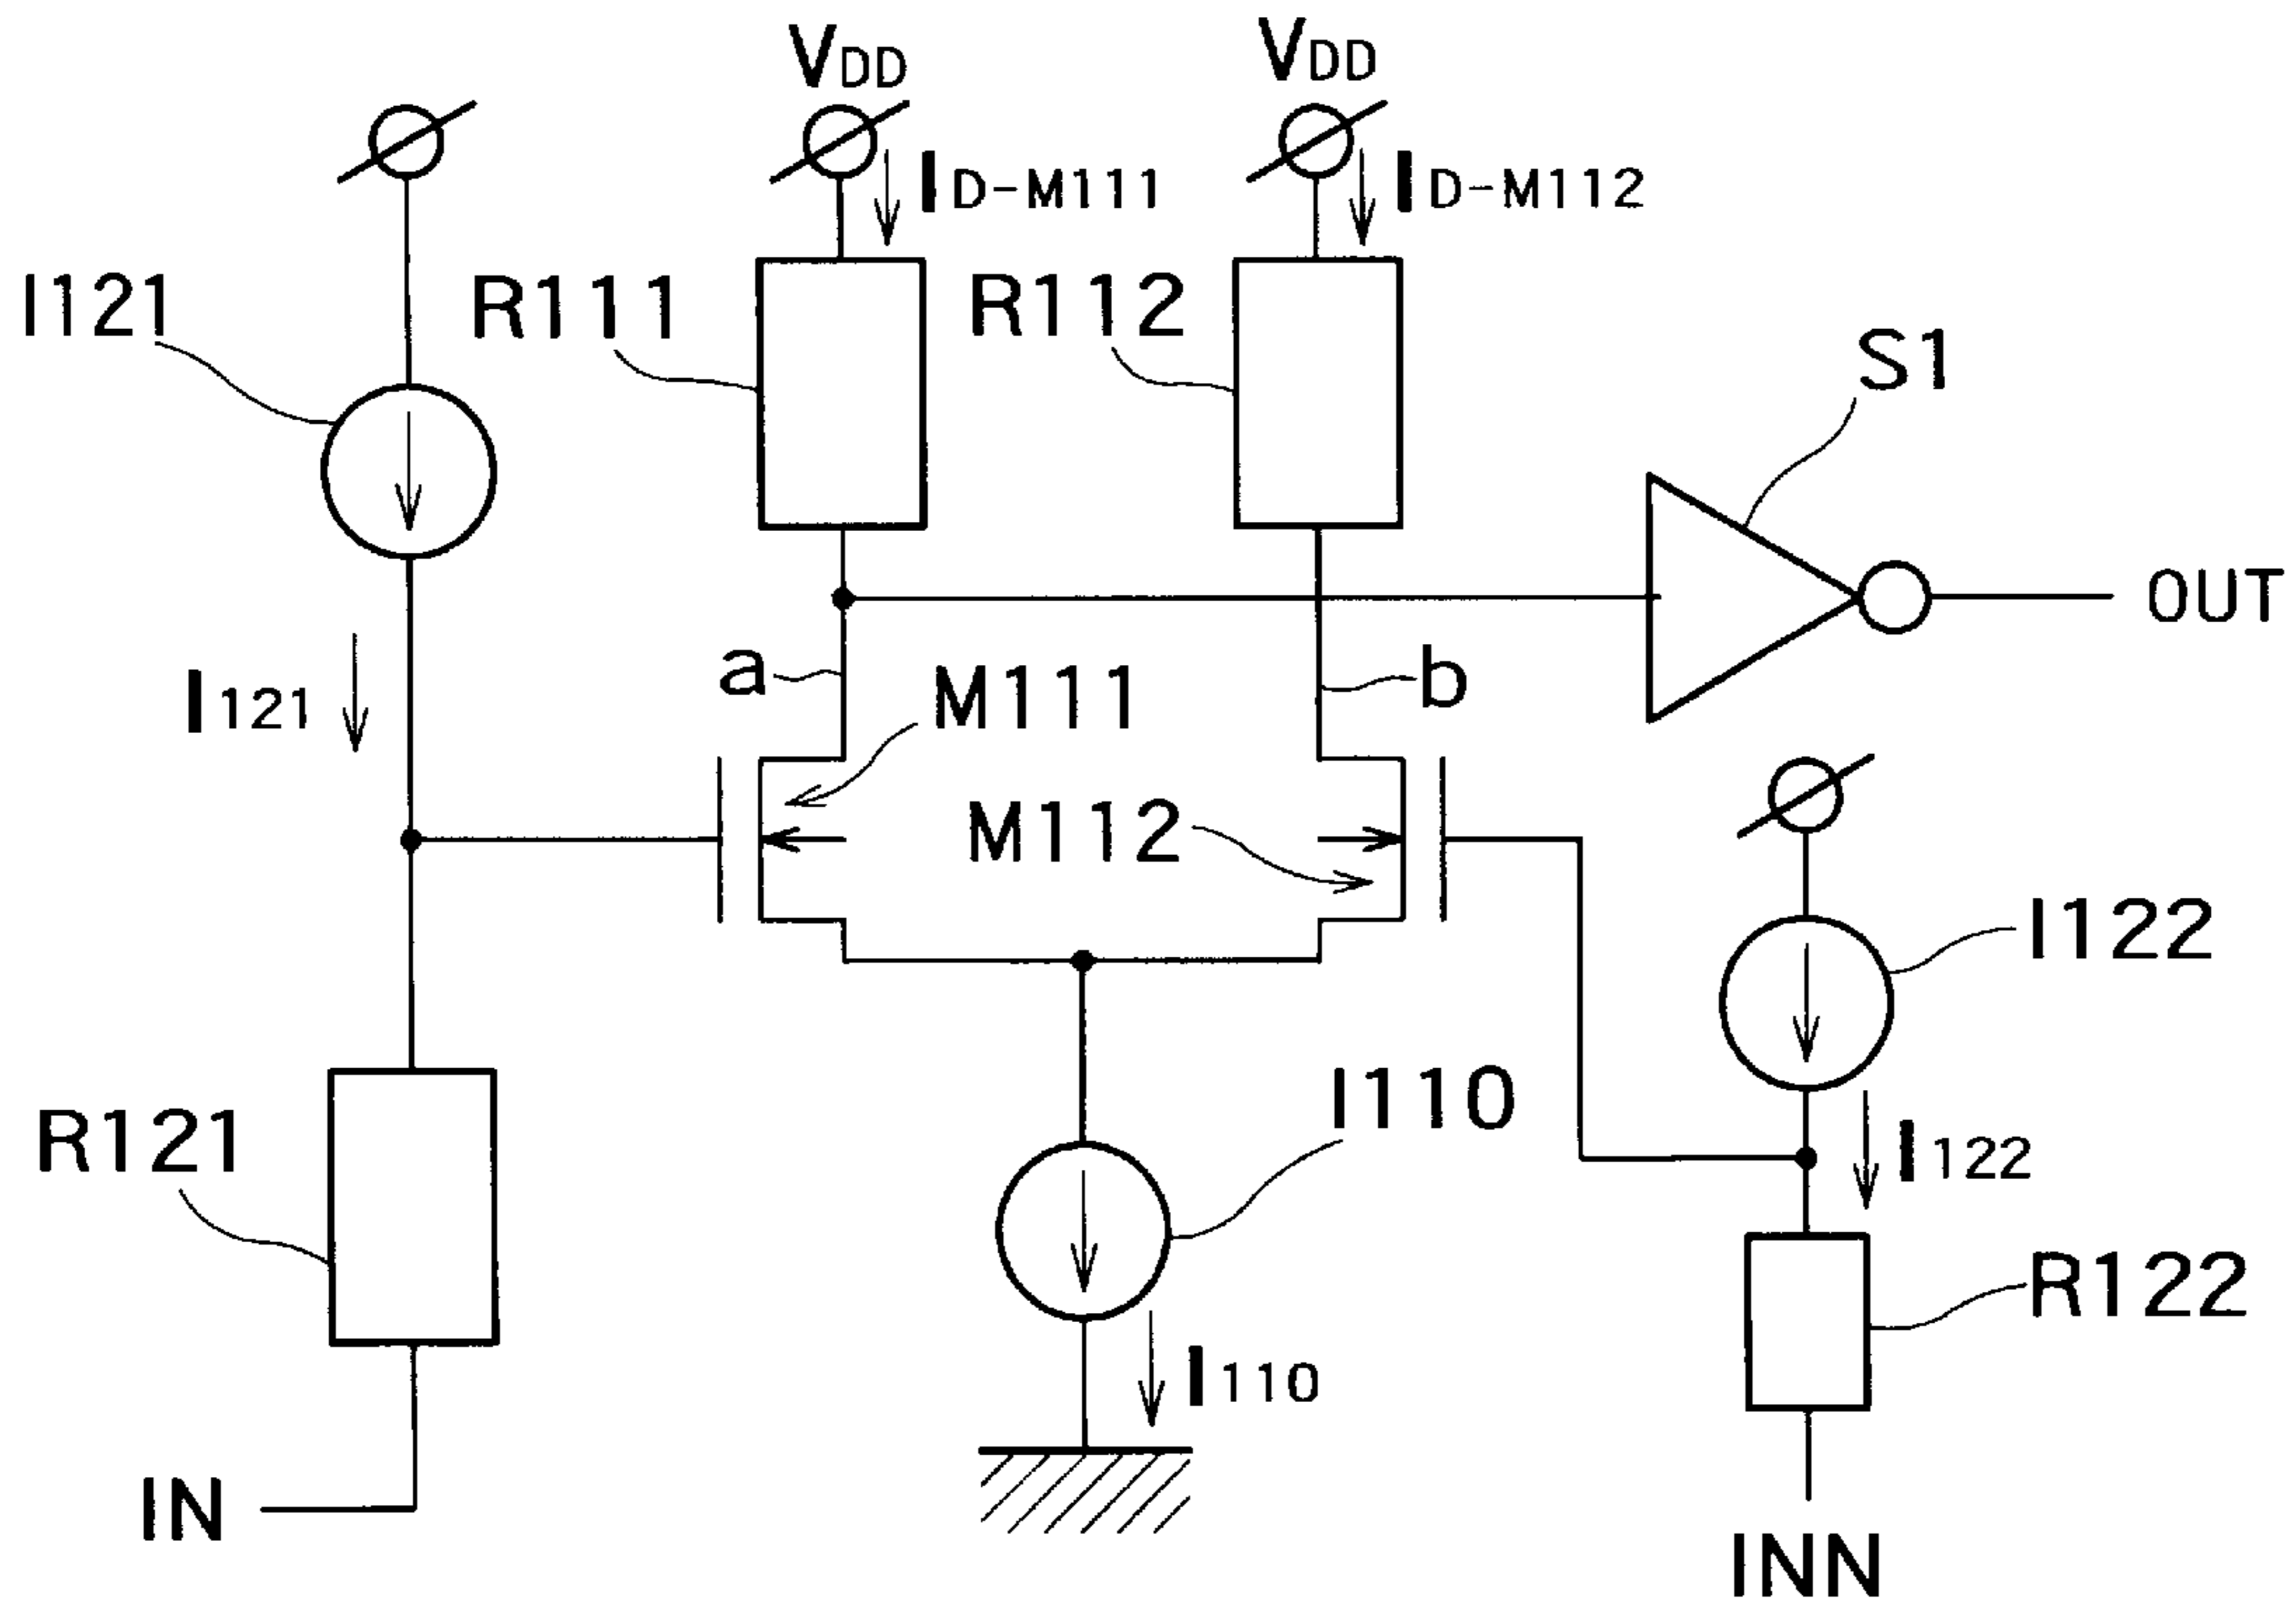 VDD
VDD
ID-M111
ID-M112
I121
R111
R112
S1
OUT
I121
a
M111
b
M112
I122
I110
R121
I122
R122
I110
IN
INN